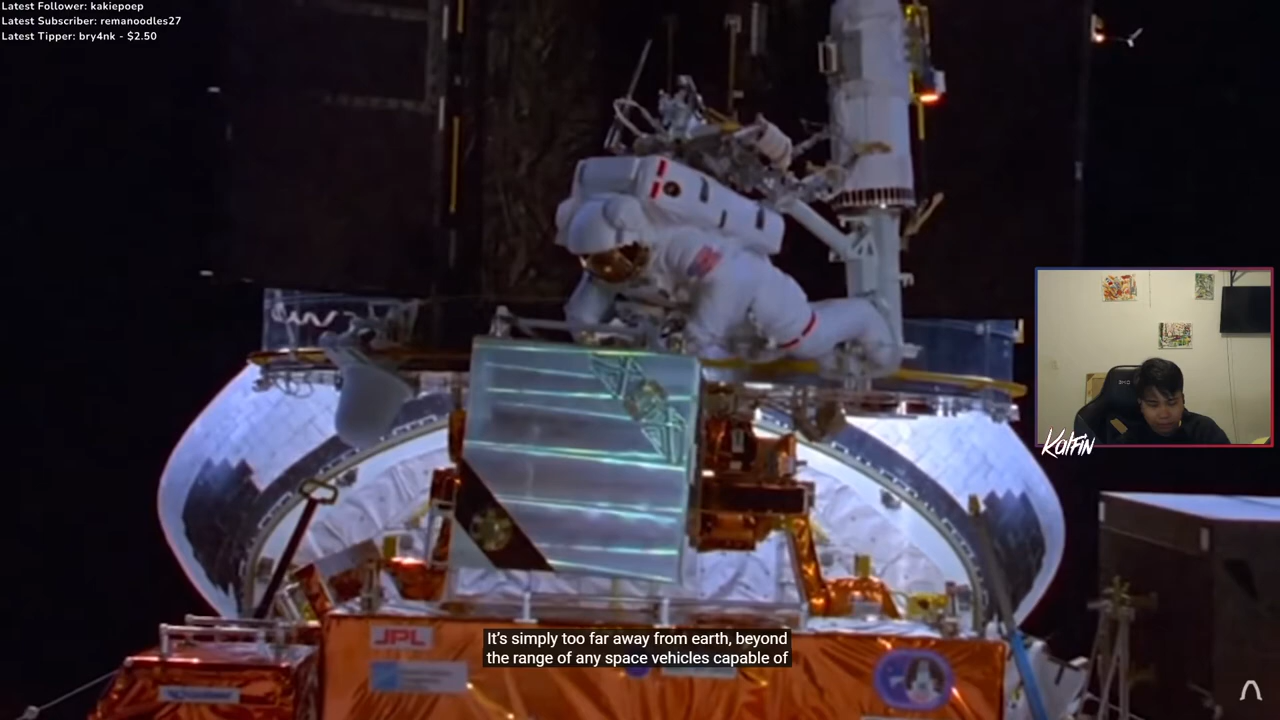 Latest Follower: kakiepoep
Latest Subscriber: remanoodles27
Latest Tipper: bry4nk - $2.50
KalFin
JPL
It's simply too far away from earth, beyond
the range of any space vehicles capable of